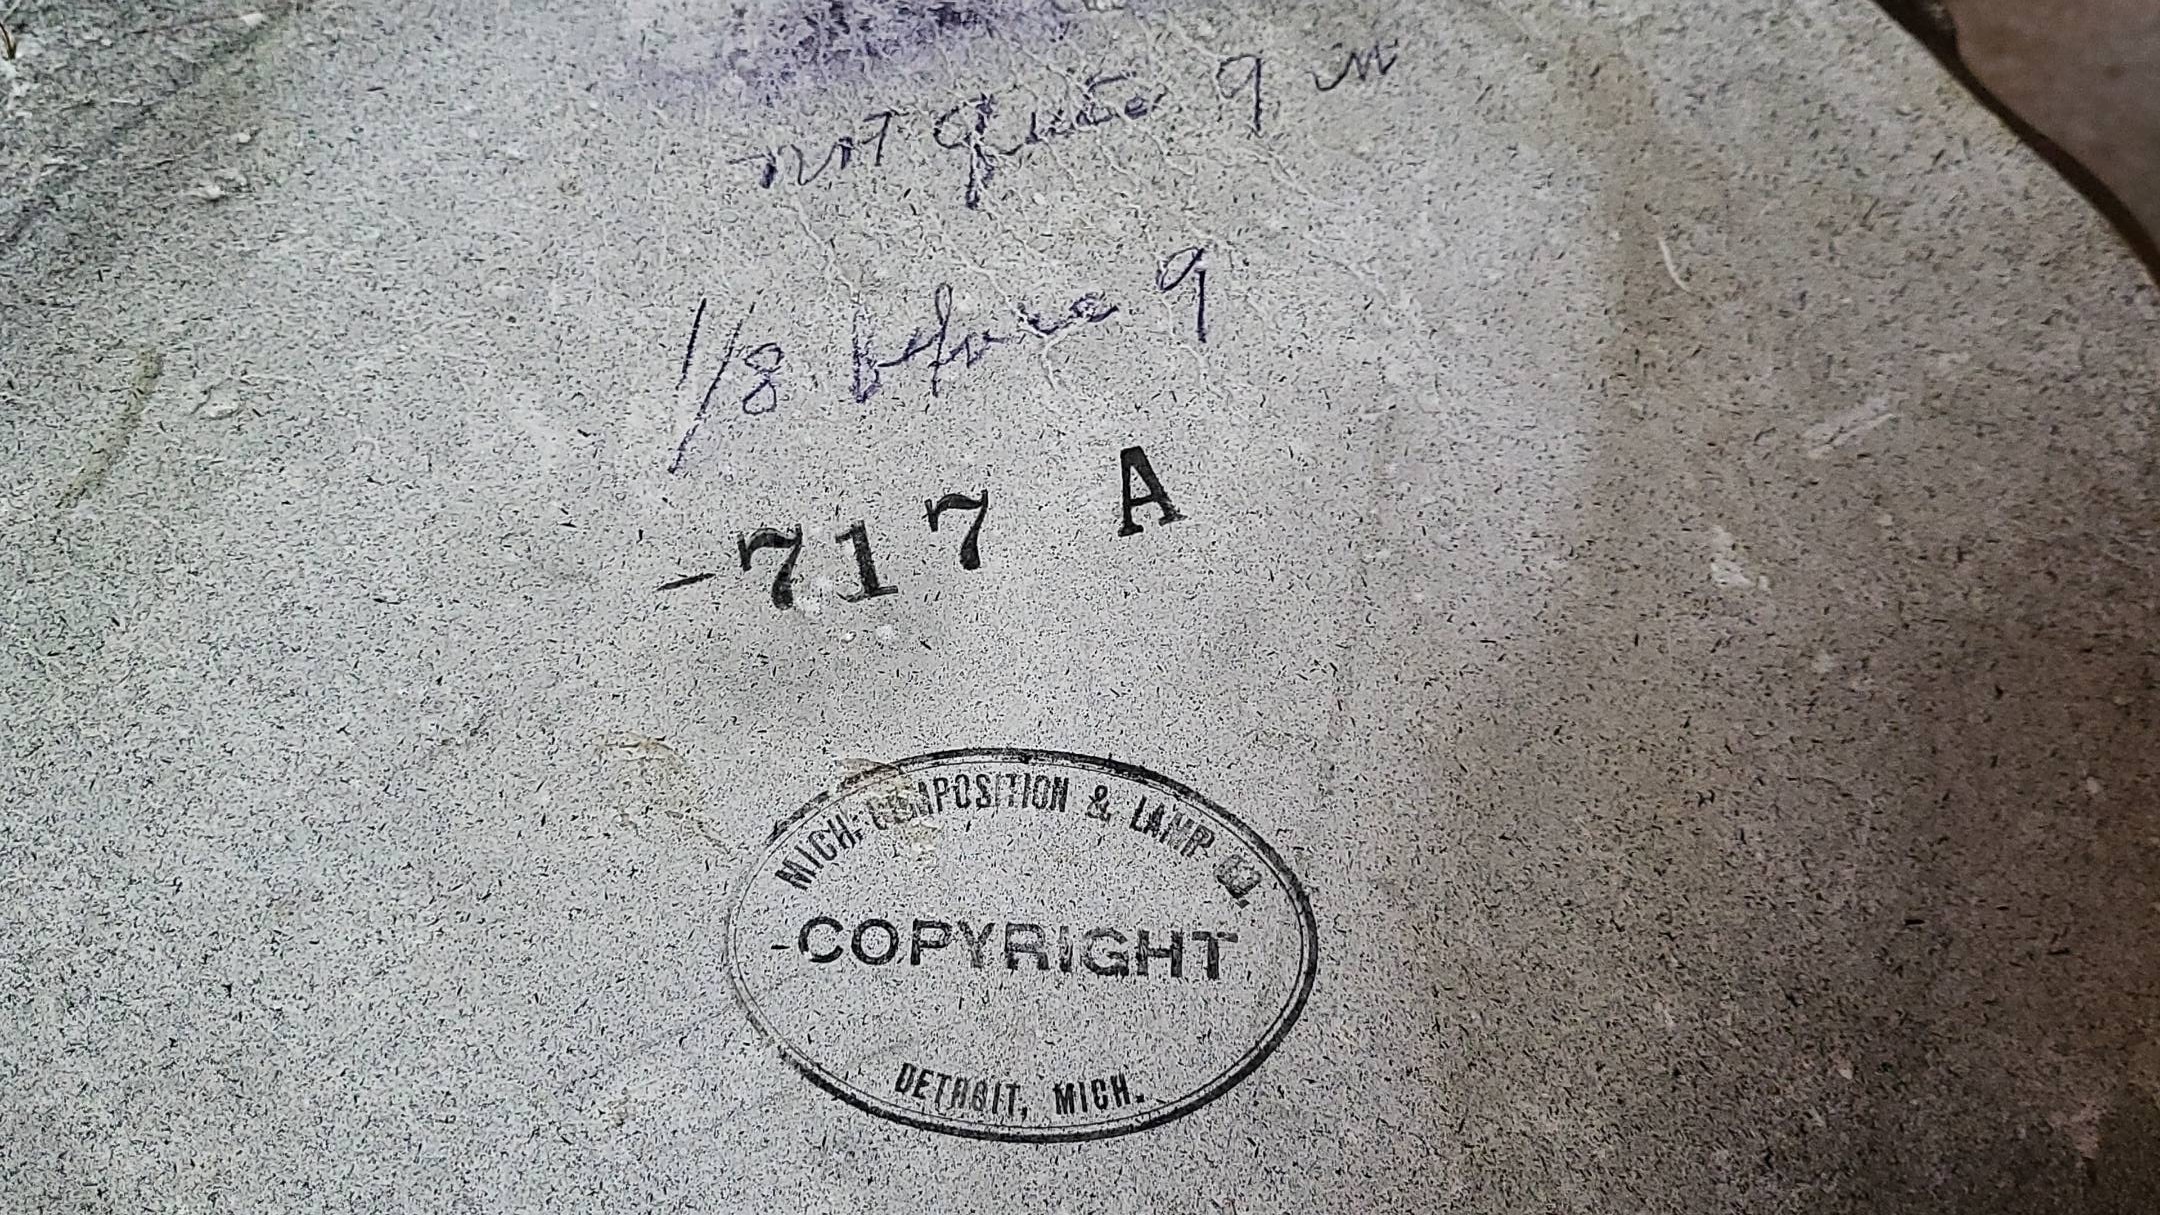 not quite 9 in
1/8 before 9
-717 A
MICH. COMPOSITION & LAMP CO.
-COPYRIGHT
DETROIT, MICH.